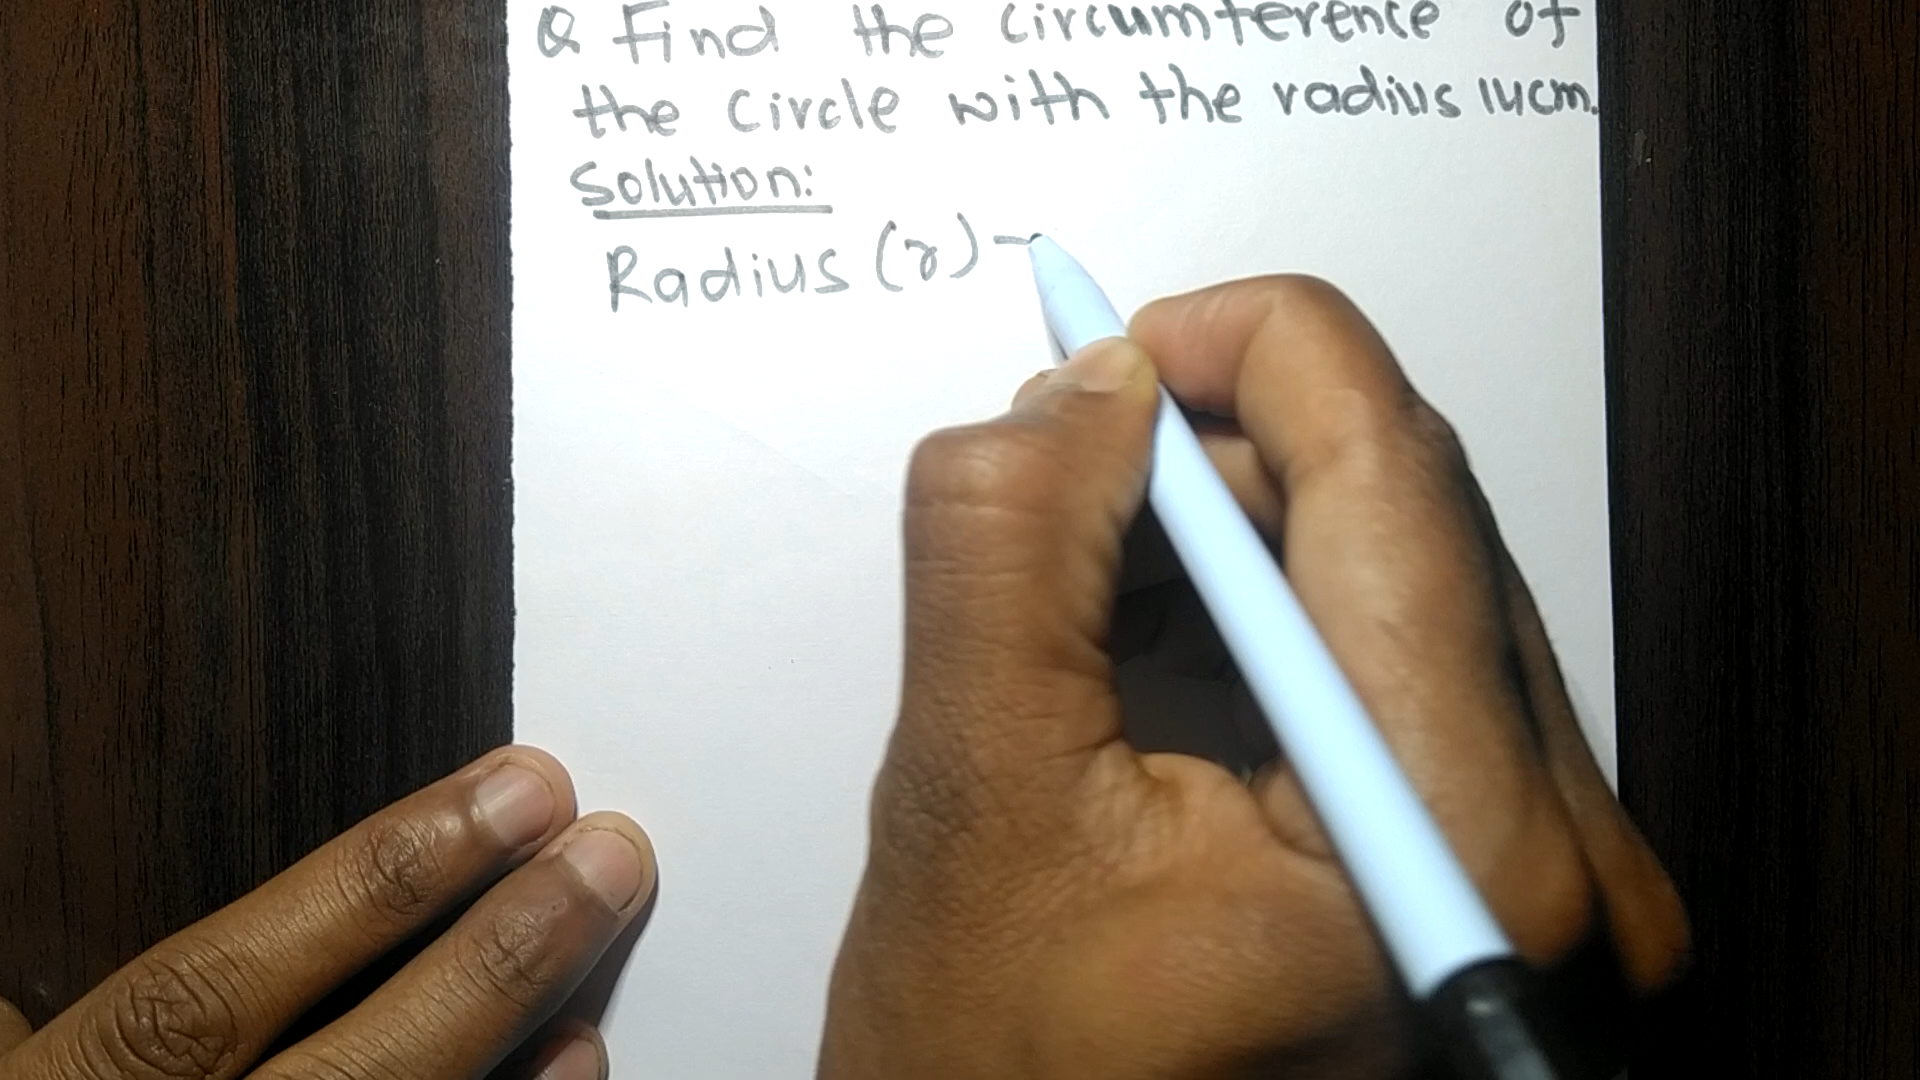 Q Find the circumference of
the circle with the radius 14cm.
Solution:
Radius (r) -